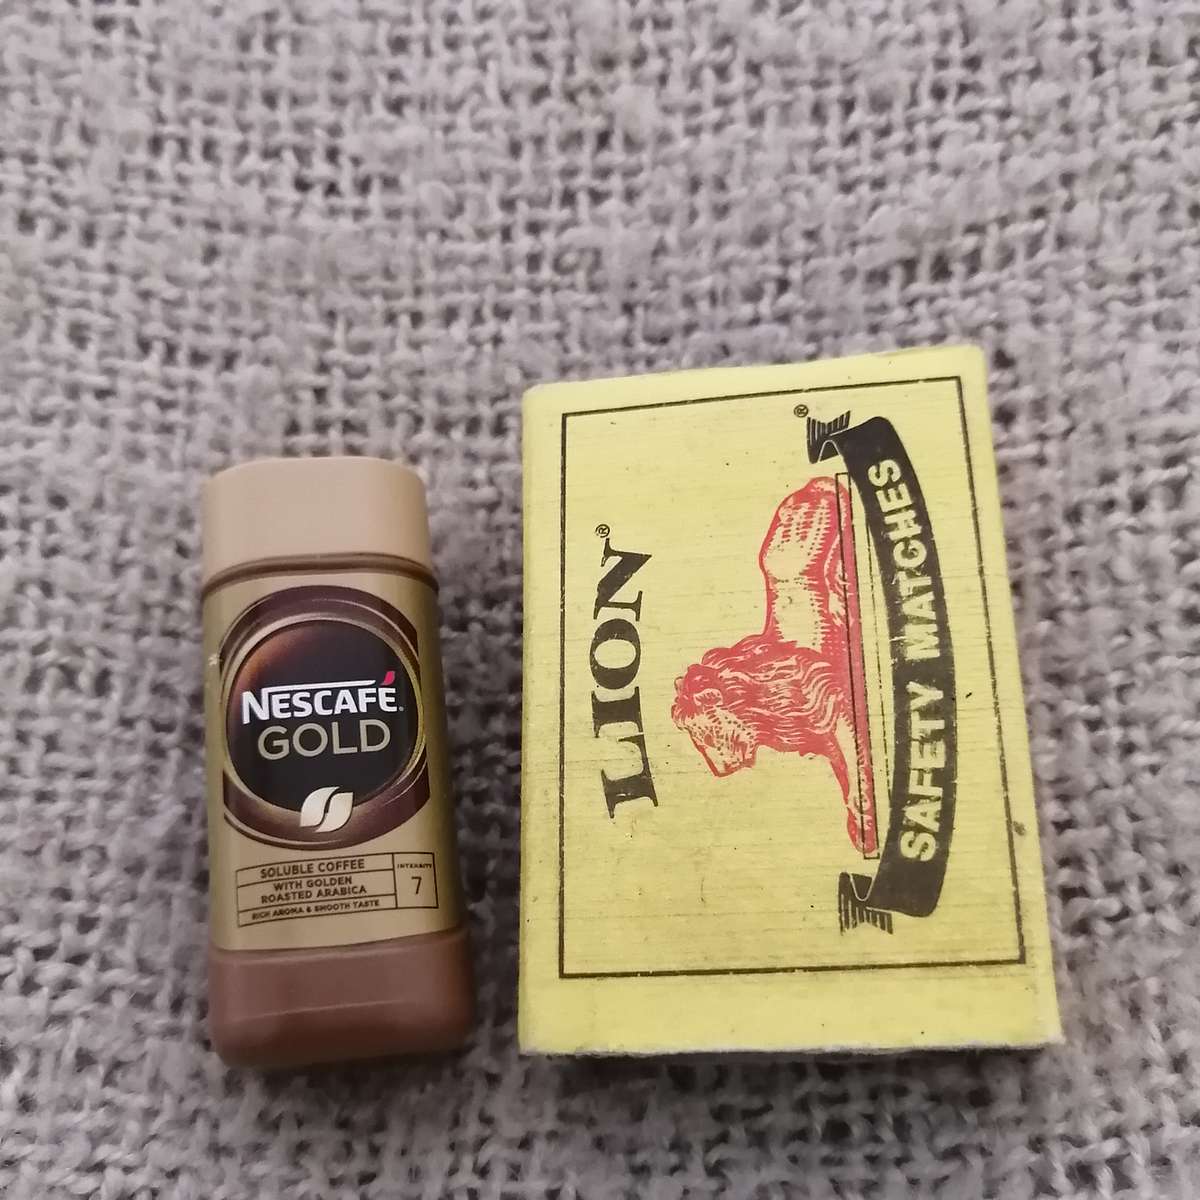 NESCAFÉ®
GOLD
SOLUBLE COFFEE
WITH GOLDEN
ROASTED ARABICA
RICH AROMA & SMOOTH TASTE
INTENSITY
7
LION®
SAFETY MATCHES
®